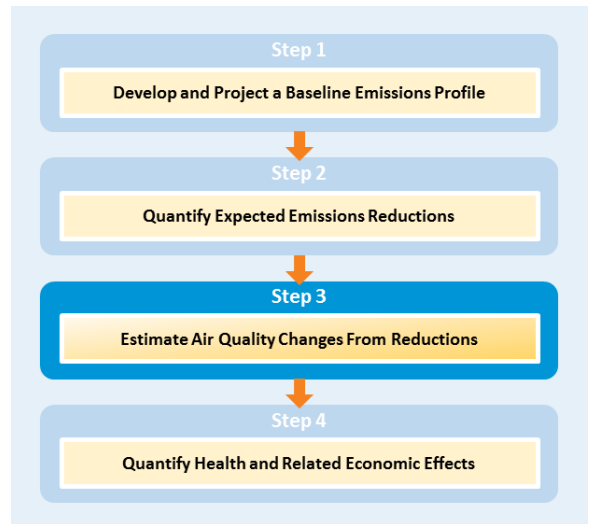 Step 1
Develop and Project a Baseline Emissions Profile
Step 2
Quantify Expected Emissions Reductions
Step 3
Estimate Air Quality Changes From Reductions
Step 4
Quantify Health and Related Economic Effects